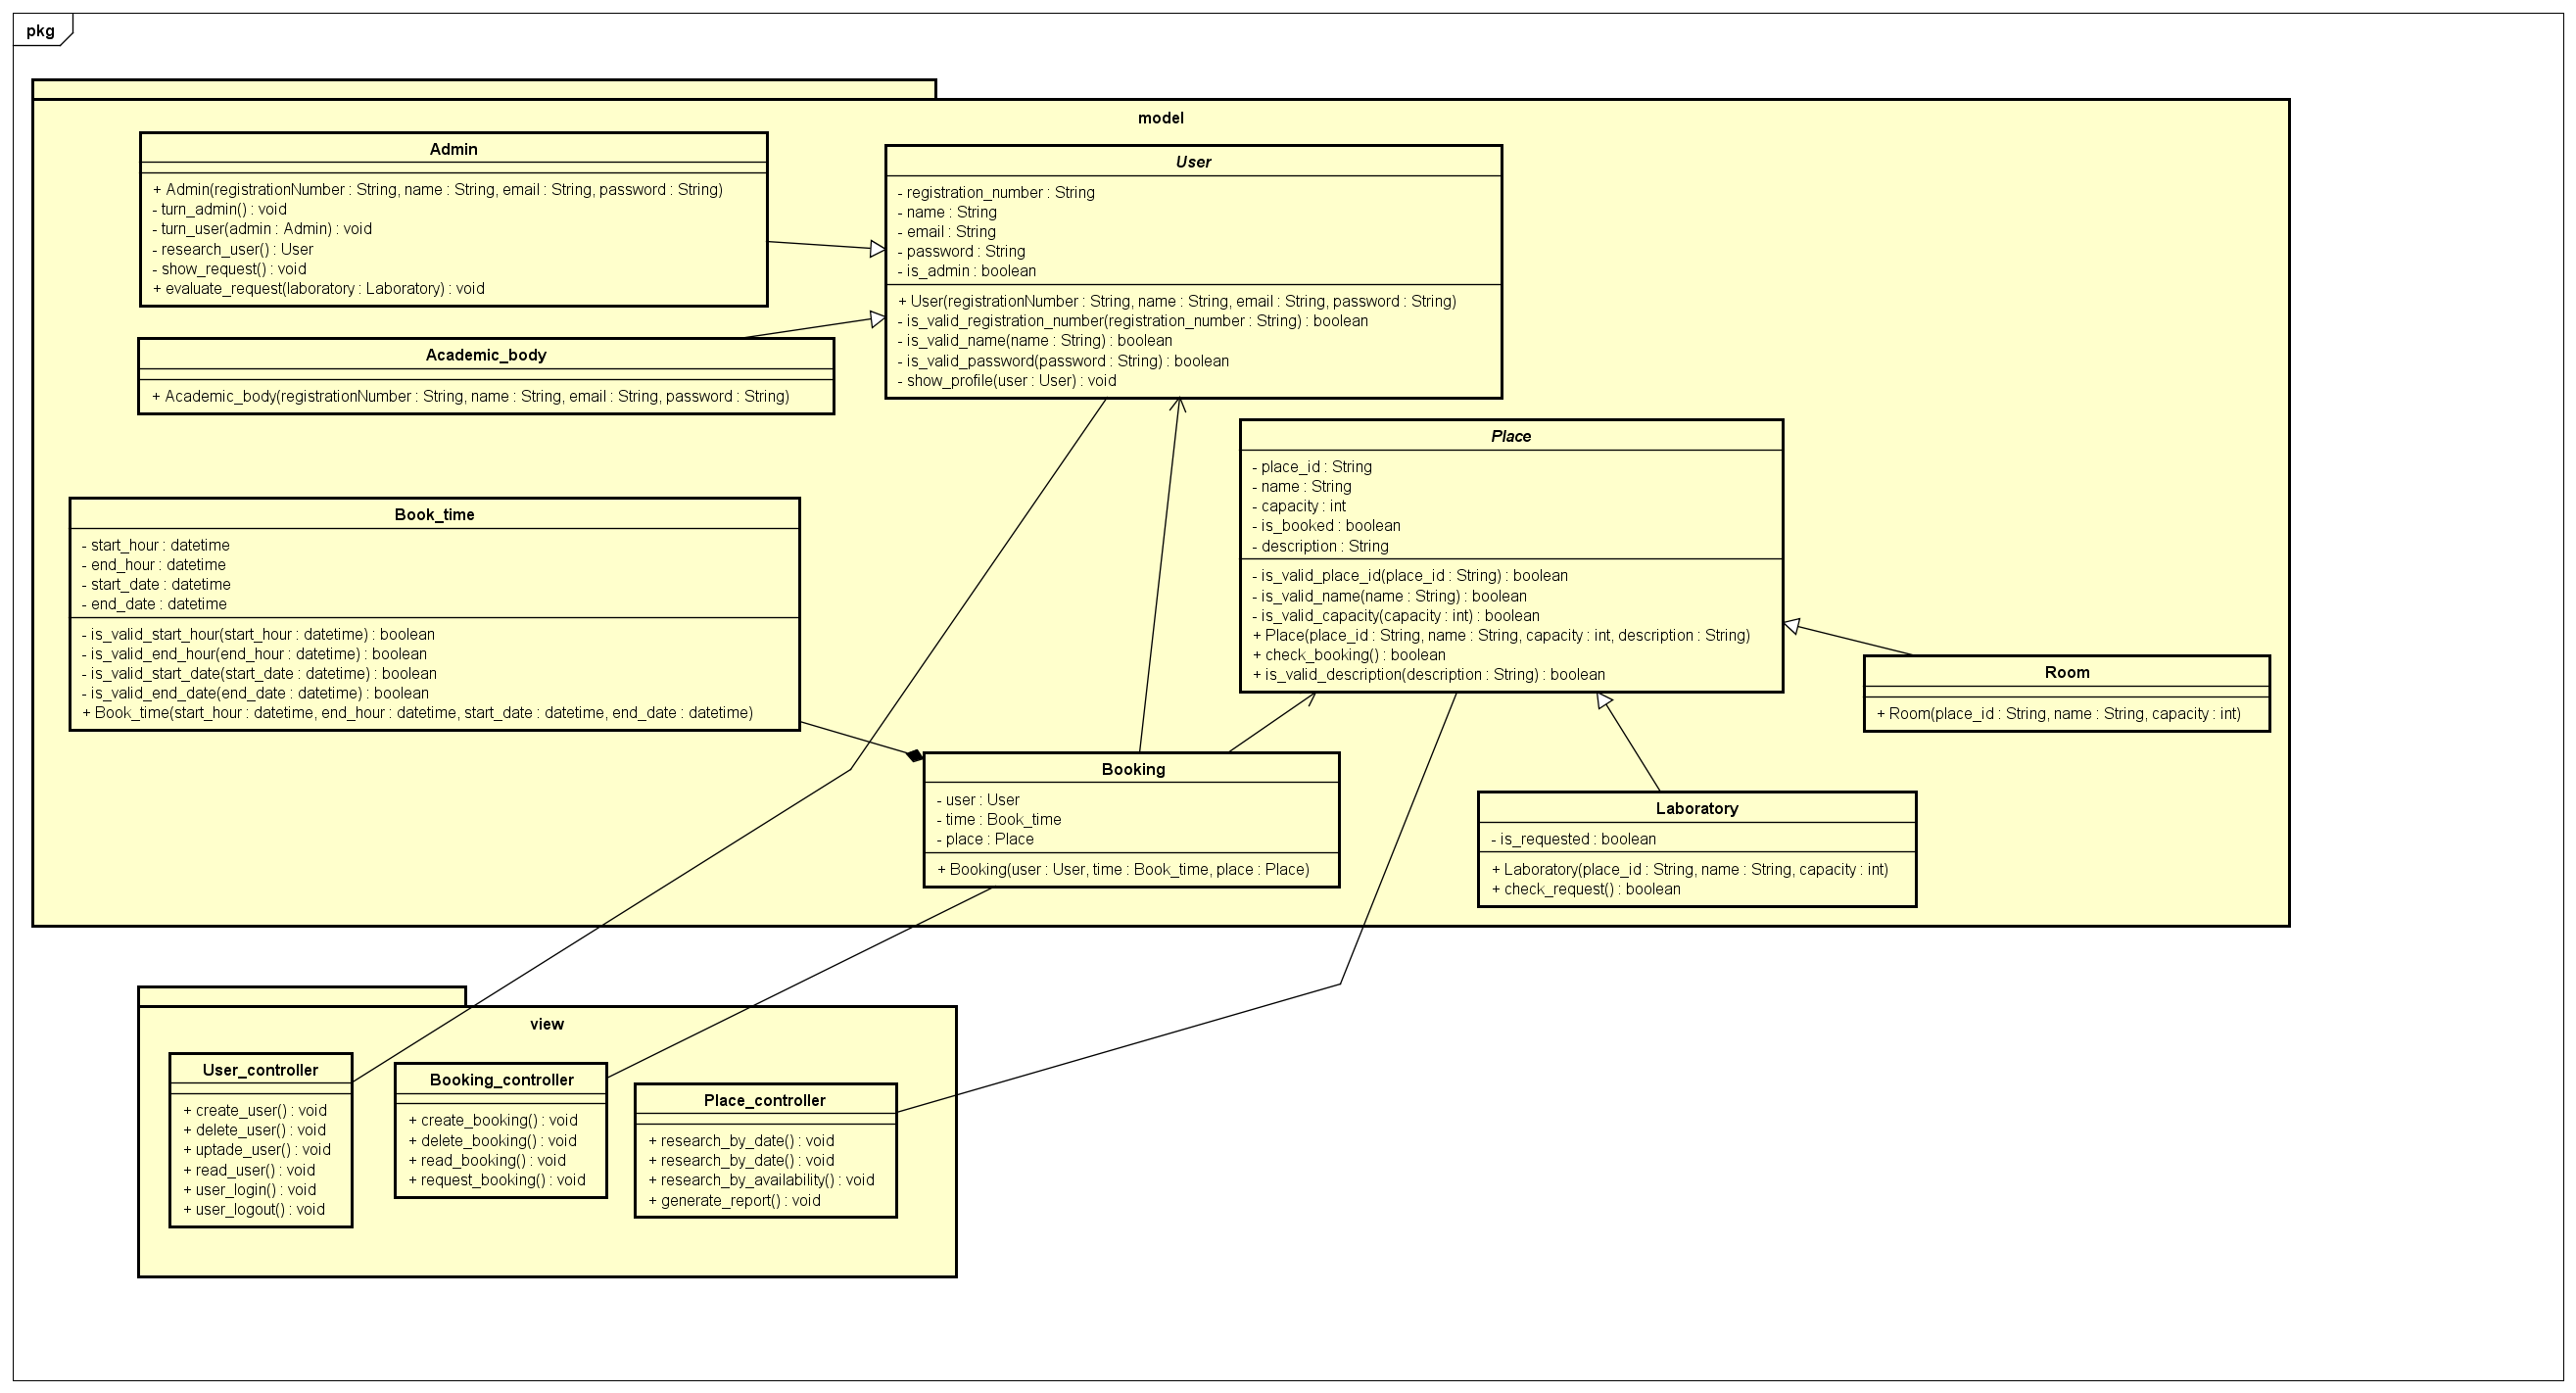 pkg
model
Admin
+ Admin(registrationNumber : String, name : String, email : String, password : String)
- turn_admin() : void
- turn_user(admin : Admin) : void
- research_user() : User
- show_request() : void
+ evaluate_request(laboratory : Laboratory) : void
User
- registration_number : String
- name : String
- email : String
- password : String
- is_admin : boolean
+ User(registrationNumber : String, name : String, email : String, password : String)
- is_valid_registration_number(registration_number : String) : boolean
- is_valid_name(name : String) : boolean
- is_valid_password(password : String) : boolean
- show_profile(user : User) : void
Academic_body
+ Academic_body(registrationNumber : String, name : String, email : String, password : String)
Place
- place_id : String
- name : String
- capacity : int
- is_booked : boolean
- description : String
- is_valid_place_id(place_id : String) : boolean
- is_valid_name(name : String) : boolean
- is_valid_capacity(capacity : int) : boolean
+ Place(place_id : String, name : String, capacity : int, description : String)
+ check_booking() : boolean
+ is_valid_description(description : String) : boolean
Book_time
- start_hour : datetime
- end_hour : datetime
- start_date : datetime
- end_date : datetime
- is_valid_start_hour(start_hour : datetime) : boolean
- is_valid_end_hour(end_hour : datetime) : boolean
- is_valid_start_date(start_date : datetime) : boolean
- is_valid_end_date(end_date : datetime) : boolean
+ Book_time(start_hour : datetime, end_hour : datetime, start_date : datetime, end_date : datetime)
Room
+ Room(place_id : String, name : String, capacity : int)
Booking
- user : User
- time : Book_time
- place : Place
+ Booking(user : User, time : Book_time, place : Place)
Laboratory
- is_requested : boolean
+ Laboratory(place_id : String, name : String, capacity : int)
+ check_request() : boolean
view
User_controller
+ create_user() : void
+ delete_user() : void
+ uptade_user() : void
+ read_user() : void
+ user_login() : void
+ user_logout() : void
Booking_controller
+ create_booking() : void
+ delete_booking() : void
+ read_booking() : void
+ request_booking() : void
Place_controller
+ research_by_date() : void
+ research_by_date() : void
+ research_by_availability() : void
+ generate_report() : void